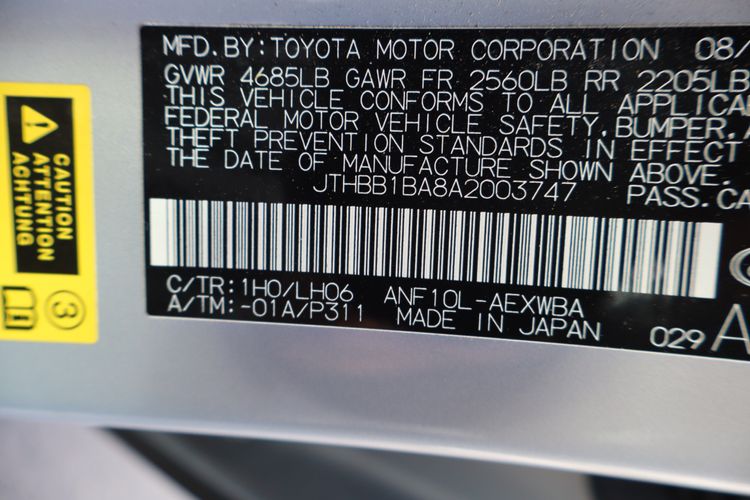 MFD.BY:TOYOTA MOTOR CORPORATION 08/
GVWR 4685LB GAWR FR 2560LB RR 2205LB
THIS VEHICLE CONFORMS TO ALL APPLICA
FEDERAL MOTOR VEHICLE SAFETY,BUMPER,
THEFT PREVENTION STANDARDS IN EFFECT
THE DATE OF MANUFACTURE SHOWN ABOVE.
JTHBB1BA8A2003747 PASS.CA
C/TR:1H0/LH06 ANF10L-AEXWBA
A/TM:-01A/P311 MADE IN JAPAN 029 A
CAUTION
ATTENTION
ACHTUNG
3